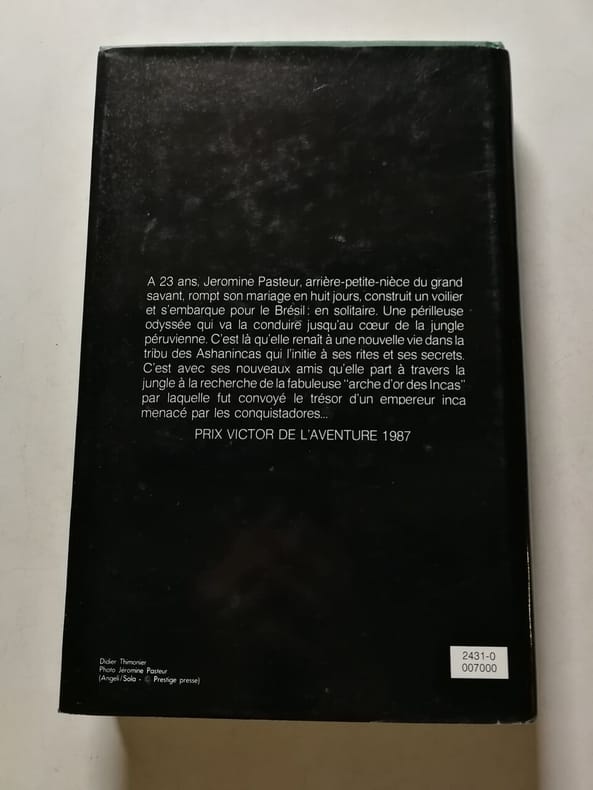 A 23 ans, Jeromine Pasteur, arrière-petite-nièce du grand
savant, rompt son mariage en huit jours, construit un voilier
et s'embarque pour le Brésil : en solitaire. Une périlleuse
odyssée qui va la conduire jusqu'au cœur de la jungle
péruvienne. C'est là qu'elle renaît à une nouvelle vie dans la
tribu des Ashanincas qui l'initie à ses rites et ses secrets.
C'est avec ses nouveaux amis qu'elle part à travers la
jungle à la recherche de la fabuleuse "arche d'or des Incas"
par laquelle fut convoyé le trésor d'un empereur inca
menacé par les conquistadores...
PRIX VICTOR DE L'AVENTURE 1987
Didier Thimonier
Photo Jéromine Pasteur
(Angeli/Sola - © Prestige presse)
2431-0
007000